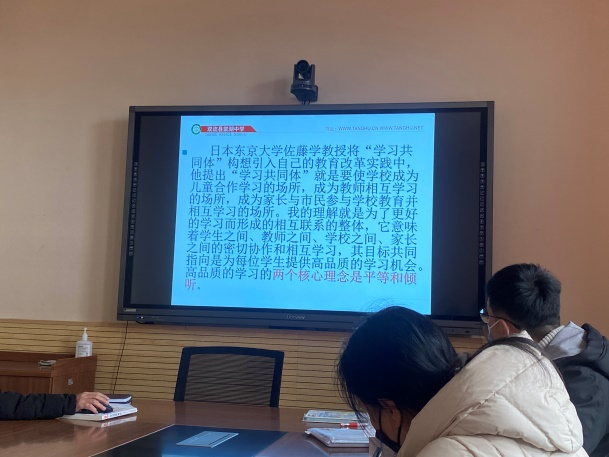 日本东京大学佐藤学教授将“学习共
同体”构想引入自己的教育改革实践中,
他提出“学习共同体”就是要使学校成为
儿童合作学习的场所,成为教师相互学习
的场所,成为家长与市民参与学校教育并
相互学习的场所。我的理解就是为了更好
的学习而形成的相互联系的整体,它意味
着学生之间、教师之间、学校之间、家长
之间的密切协作和相互学习,其目标共同
指向是为每位学生提供高品质的学习机会。
高品质的学习的两个核心理念是平等和倾
听。